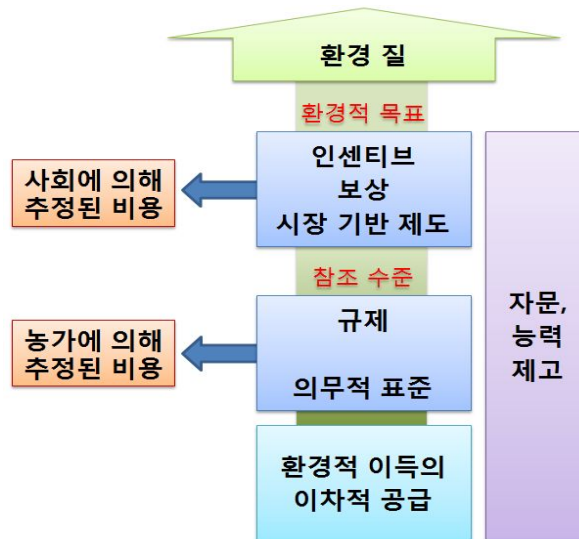 환경 질
환경적 목표
인센티브
보상
시장 기반 제도
사회에 의해
추정된 비용
참조 수준
규제
의무적 표준
농가에 의해
추정된 비용
자문,
능력
제고
환경적 이득의
이차적 공급